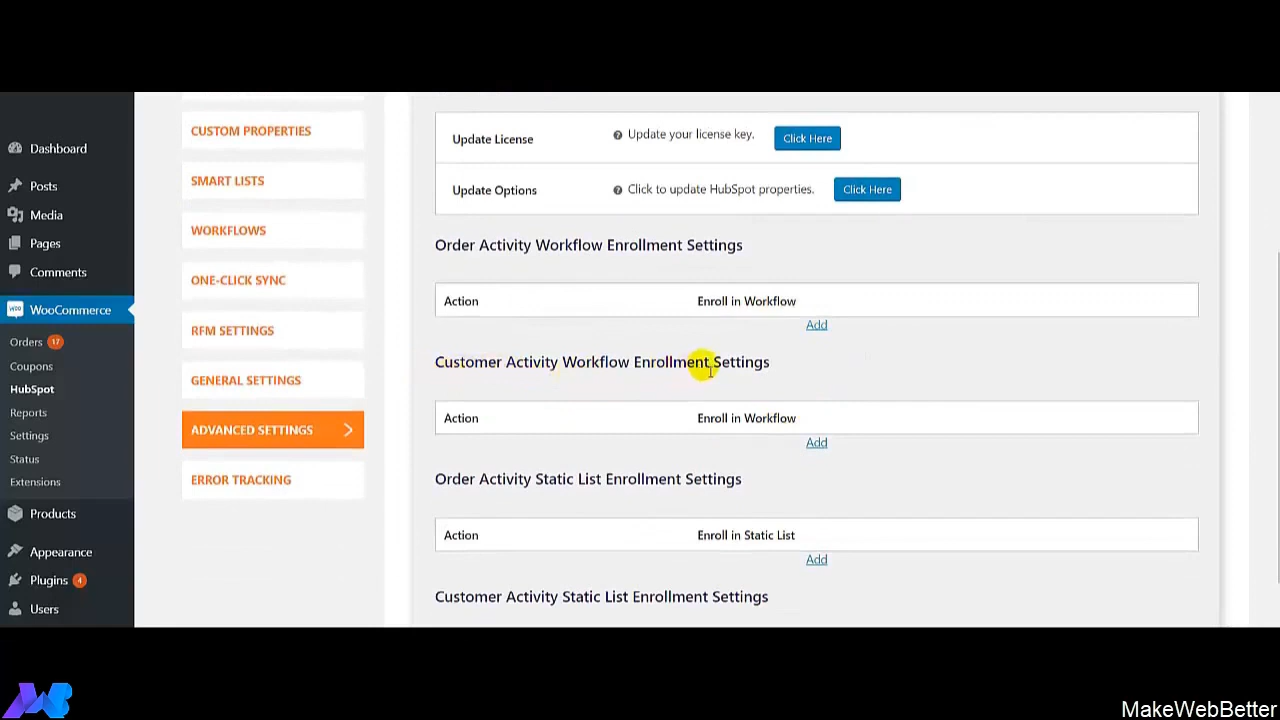 Dashboard
Posts
Media
Pages
Comments
WooCommerce
Orders 17
Coupons
HubSpot
Reports
Settings
Status
Extensions
Products
Appearance
Plugins 4
Users
CUSTOM PROPERTIES
SMART LISTS
WORKFLOWS
ONE-CLICK SYNC
RFM SETTINGS
GENERAL SETTINGS
ADVANCED SETTINGS
ERROR TRACKING
Update License Update your license key. Click Here
Update Options Click to update HubSpot properties. Click Here
Order Activity Workflow Enrollment Settings
Action Enroll in Workflow
Add
Customer Activity Workflow Enrollment Settings
Action Enroll in Workflow
Add
Order Activity Static List Enrollment Settings
Action Enroll in Static List
Add
Customer Activity Static List Enrollment Settings
MakeWebBetter